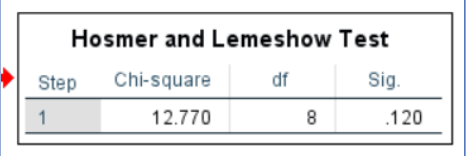 Hosmer and Lemeshow Test
Step Chi-square df Sig.
1 12.770 8 .120